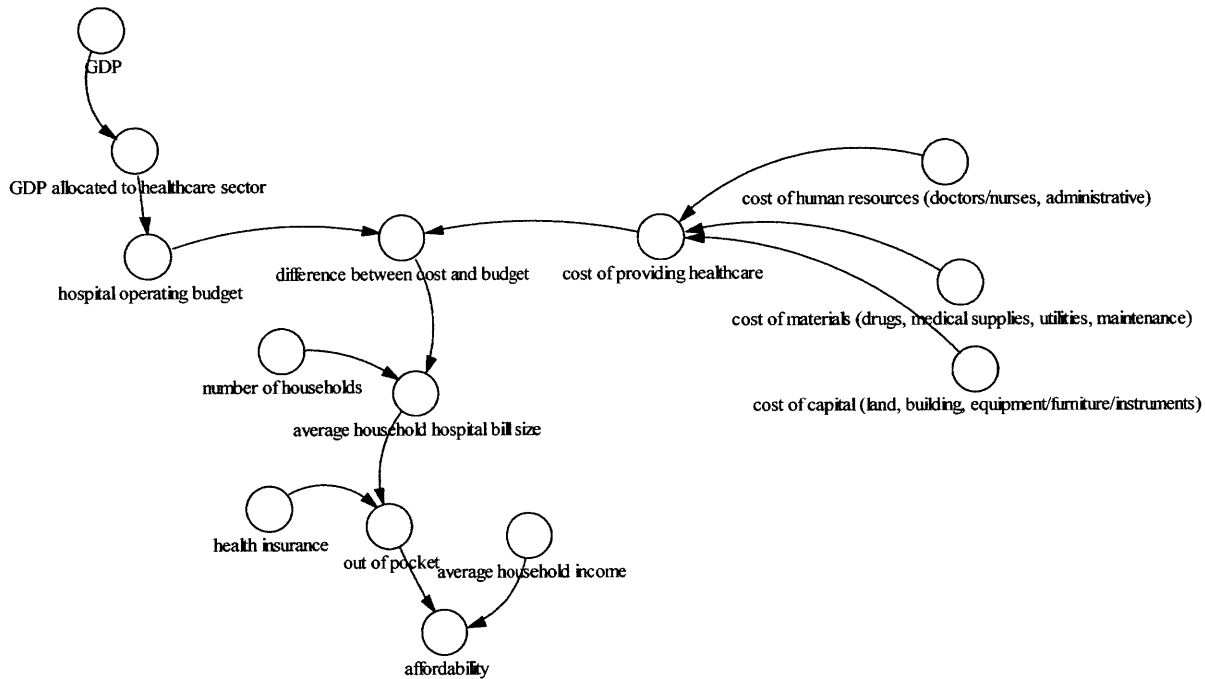 GDP
GDP allocated to healthcare sector
cost of human resources (doctors/nurses, administrative)
difference between cost and budget
cost of providing healthcare
hospital operating budget
cost of materials (drugs, medical supplies, utilities, maintenance)
number of households
cost of capital (land, building, equipment/furniture/instruments)
average household hospital bill size
health insurance
out of pocket
average household income
affordability